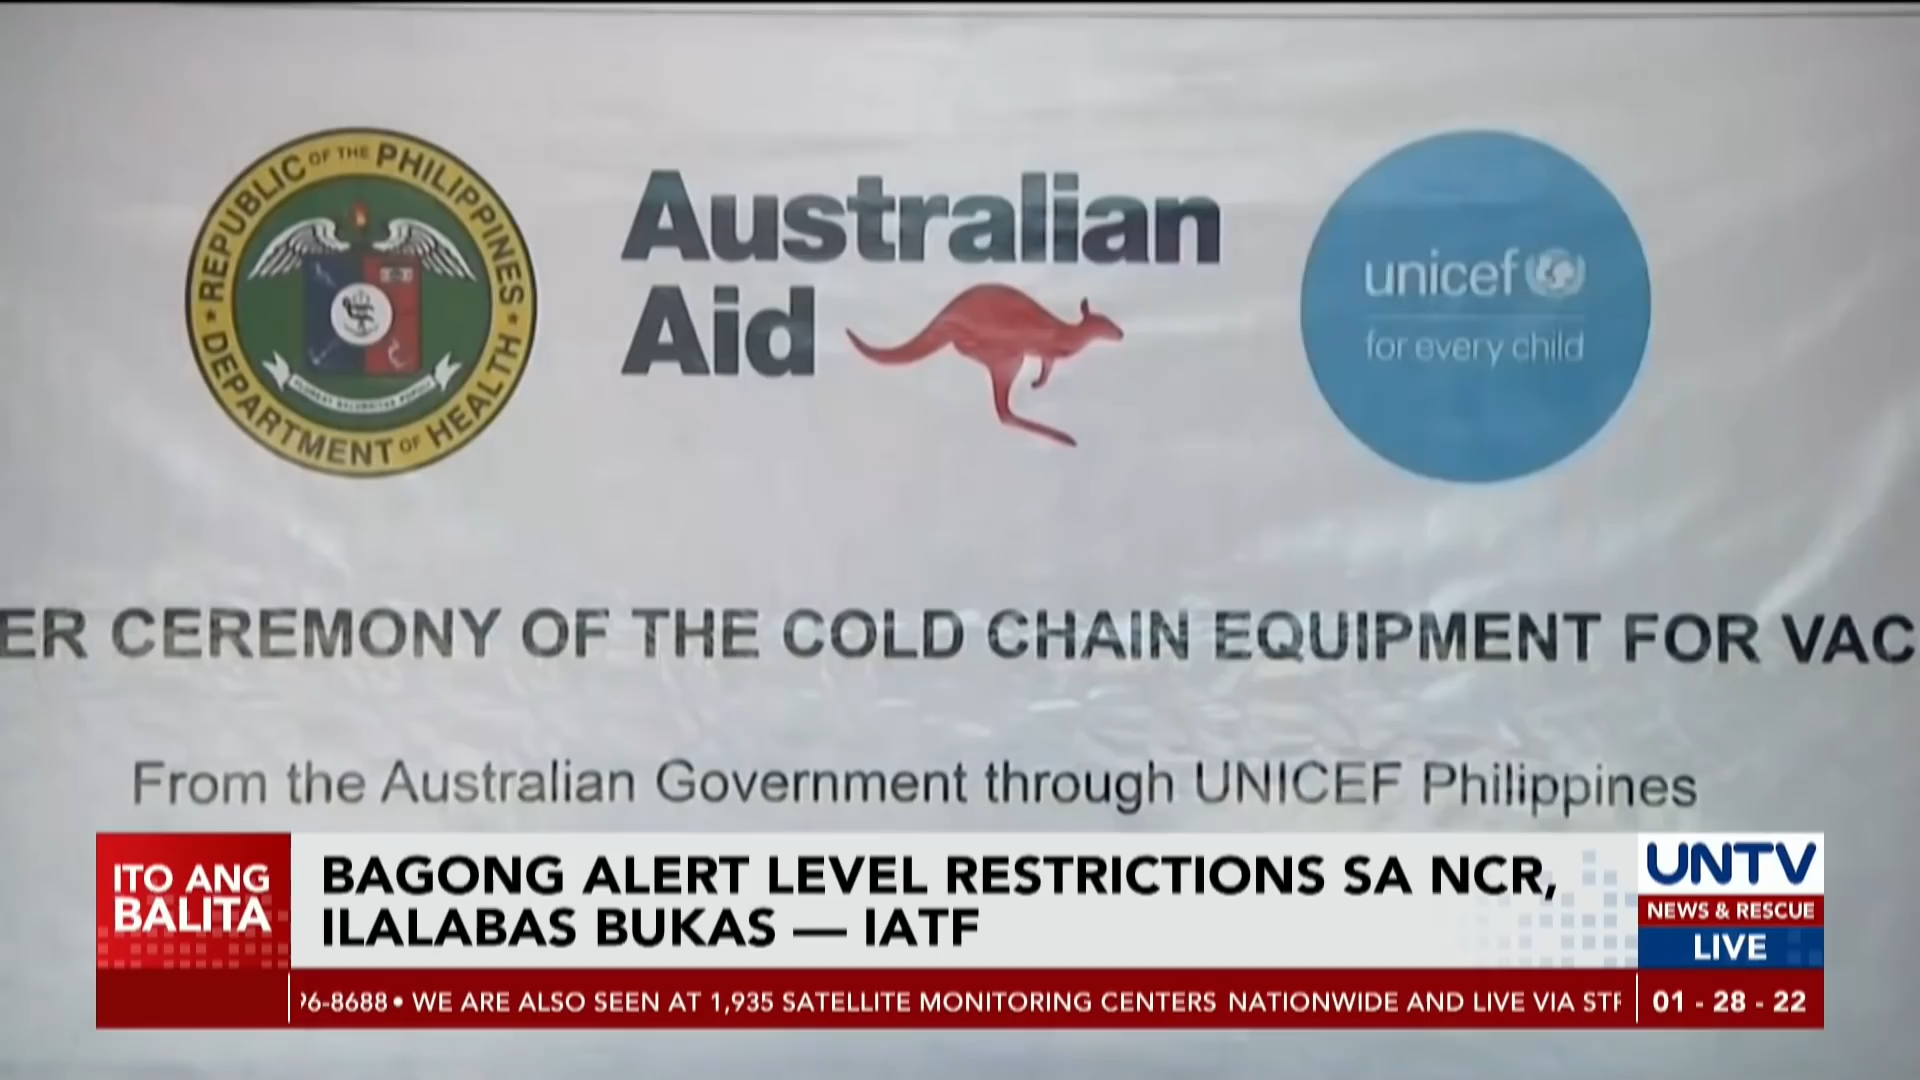 REPUBLIC OF THE PHILIPPINES
DEPARTMENT OF HEALTH
Australian
Aid
unicef
for every child
ER CEREMONY OF THE COLD CHAIN EQUIPMENT FOR VAC
From the Australian Government through UNICEF Philippines
ITO ANG
BALITA
BAGONG ALERT LEVEL RESTRICTIONS SA NCR,
ILALABAS BUKAS — IATF
UNTV
NEWS & RESCUE
LIVE
6-8688 • WE ARE ALSO SEEN AT 1,935 SATELLITE MONITORING CENTERS NATIONWIDE AND LIVE VIA ST
01 - 28 - 22